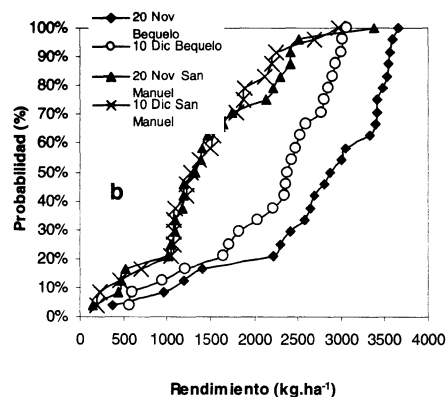 20 Nov
Bequelo
10 Dic Bequelo
20 Nov San
Manuel
10 Dic San
Manuel
b
Probabilidad (%)
100%
90%
80%
70%
60%
50%
40%
30%
20%
10%
0%
0 500 1000 1500 2000 2500 3000 3500 4000
Rendimiento (kg.ha⁻¹)